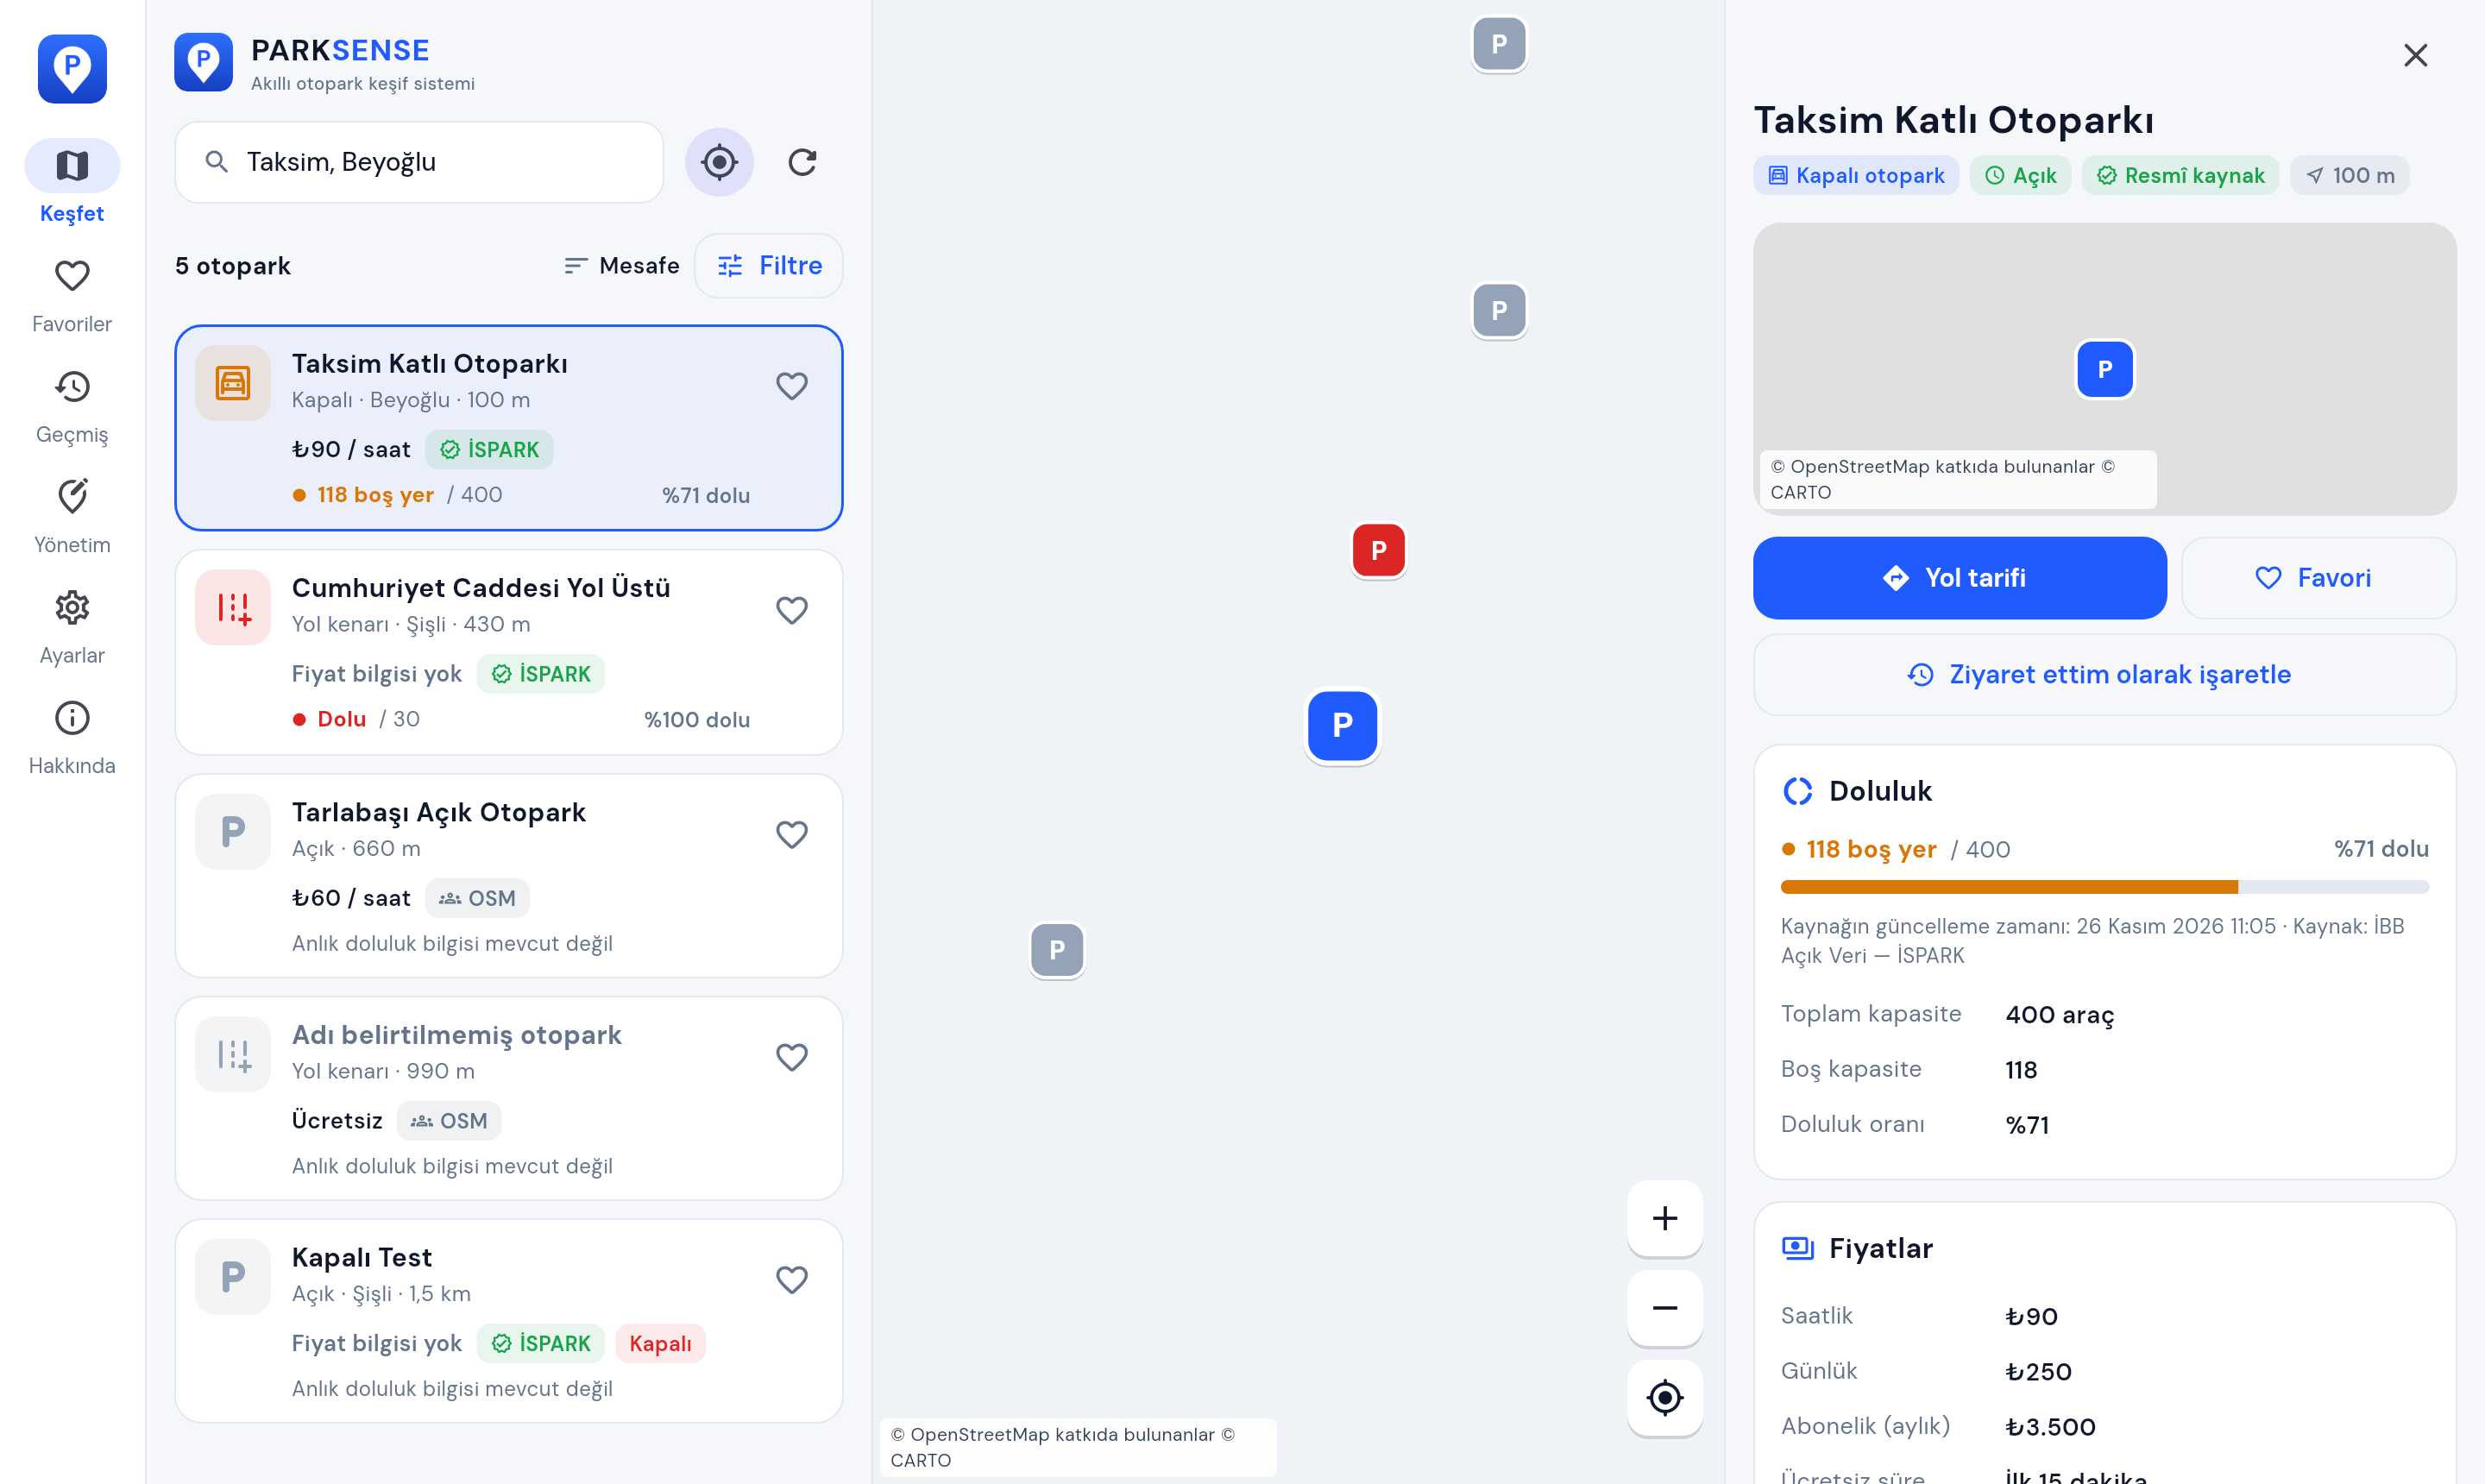 PARKSENSE
Akıllı otopark keşif sistemi
Keşfet
Favoriler
Geçmiş
Yönetim
Ayarlar
Hakkında
Taksim, Beyoğlu
5 otopark
Mesafe
Filtre
Taksim Katlı Otoparkı
Kapalı · Beyoğlu · 100 m
₺90 / saat İSPARK
118 boş yer / 400 %71 dolu
Cumhuriyet Caddesi Yol Üstü
Yol kenarı · Şişli · 430 m
Fiyat bilgisi yok İSPARK
Dolu / 30 %100 dolu
P
Tarlabaşı Açık Otopark
Açık · 660 m
₺60 / saat OSM
Anlık doluluk bilgisi mevcut değil
Adı belirtilmemiş otopark
Yol kenarı · 990 m
Ücretsiz OSM
Anlık doluluk bilgisi mevcut değil
P
Kapalı Test
Açık · Şişli · 1,5 km
Fiyat bilgisi yok İSPARK Kapalı
Anlık doluluk bilgisi mevcut değil
P
P
P
P
P
© OpenStreetMap katkıda bulunanlar ©
CARTO
Taksim Katlı Otoparkı
Kapalı otopark Açık Resmî kaynak 100 m
P
© OpenStreetMap katkıda bulunanlar ©
CARTO
Yol tarifi
Favori
Ziyaret ettim olarak işaretle
Doluluk
118 boş yer / 400 %71 dolu
Kaynağın güncelleme zamanı: 26 Kasım 2026 11:05 · Kaynak: İBB
Açık Veri — İSPARK
Toplam kapasite 400 araç
Boş kapasite 118
Doluluk oranı %71
Fiyatlar
Saatlik ₺90
Günlük ₺250
Abonelik (aylık) ₺3.500
Ücretsiz süre İlk 15 dakika